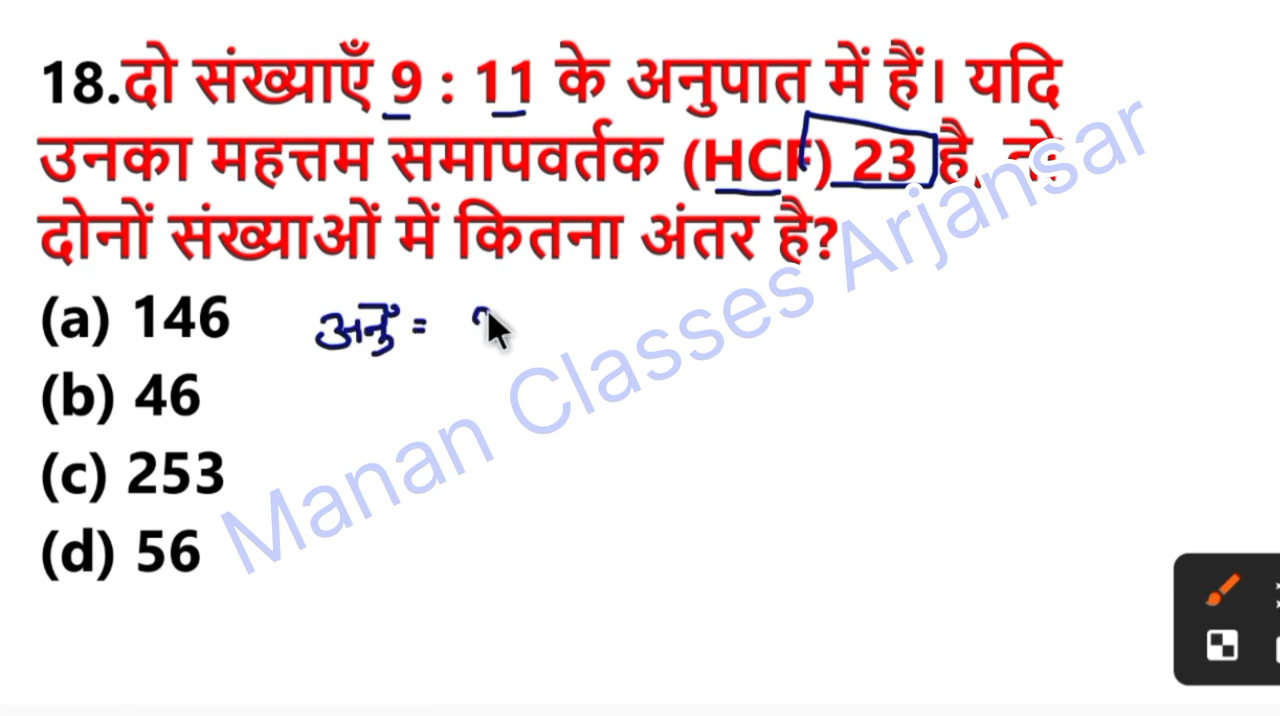 18.दो संख्याएँ 9 : 11 के अनुपात में हैं। यदि
उनका महत्तम समापवर्तक (HCF) 23 है, तो
दोनों संख्याओं में कितना अंतर है?
(a) 146
अनु° =
(b) 46
(c) 253
(d) 56
Manan Classes Arjansar